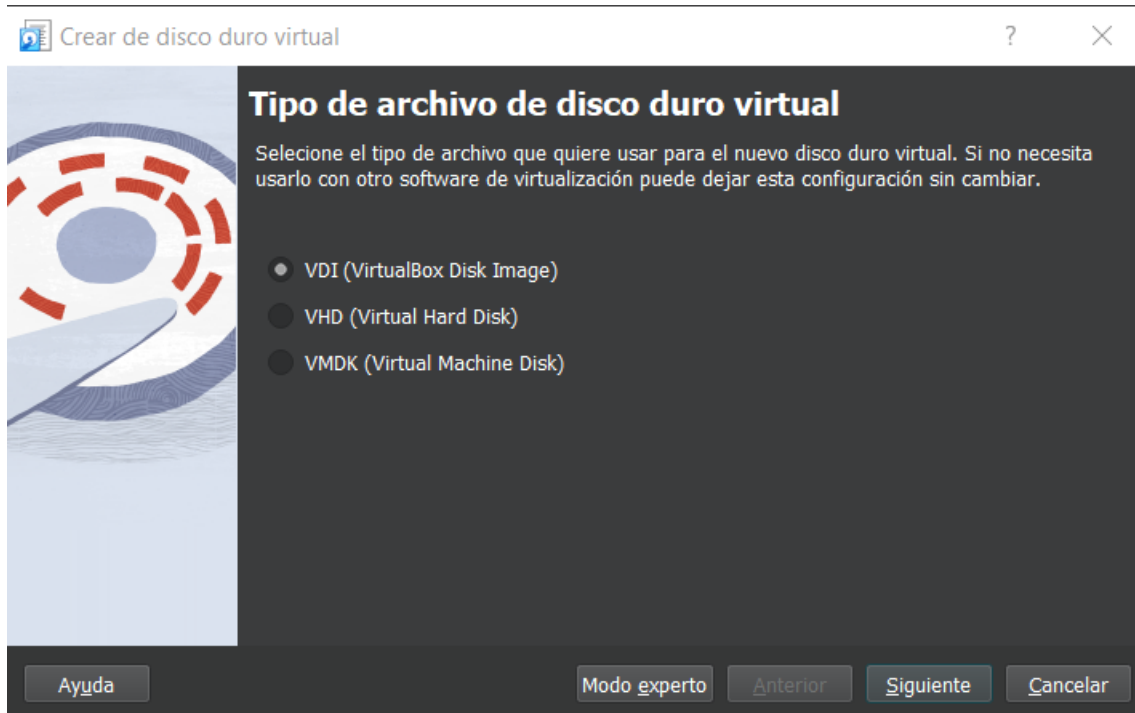 Crear de disco duro virtual
?
Tipo de archivo de disco duro virtual
Seleccione el tipo de archivo que quiere usar para el nuevo disco duro virtual. Si no necesita
usarlo con otro software de virtualización puede dejar esta configuración sin cambiar.
VDI (VirtualBox Disk Image)
VHD (Virtual Hard Disk)
VMDK (Virtual Machine Disk)
Ayuda
Modo experto
Anterior
Siguiente
Cancelar